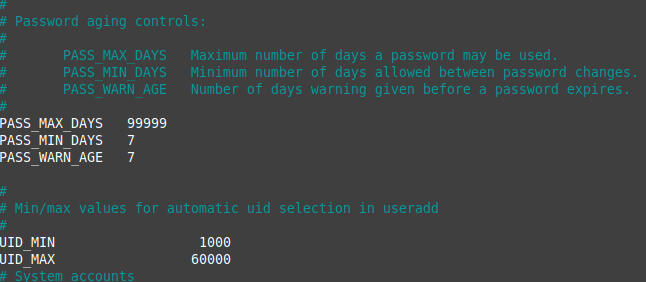 #
# Password aging controls:
#
#       PASS_MAX_DAYS   Maximum number of days a password may be used.
#       PASS_MIN_DAYS   Minimum number of days allowed between password changes.
#       PASS_WARN_AGE   Number of days warning given before a password expires.
#
PASS_MAX_DAYS   99999
PASS_MIN_DAYS   7
PASS_WARN_AGE   7

#
# Min/max values for automatic uid selection in useradd
#
UID_MIN                  1000
UID_MAX                 60000
# System accounts